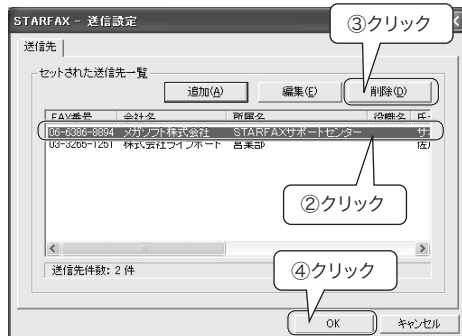 STARFAX - 送信設定
③クリック
送信先
セットされた送信先一覧
追加(A) 編集(E) 削除(D)
FAX番号 会社名 所属名 役職名 氏
06-6386-8894 メガソフト株式会社 STARFAXサポートセンター サ
03-3265-1261 株式会社ライフボート 営業部 佐
②クリック
送信先件数: 2 件
④クリック
OK キャンセル